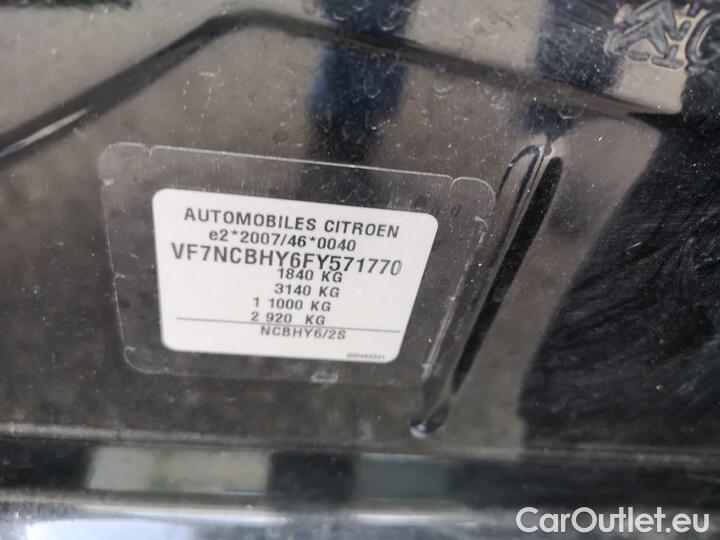 AUTOMOBILES CITROEN
e2*2007/46*0040
VF7NCBHY6FY571770
1840 KG
3140 KG
1 1000 KG
2 920 KG
NCBHY6/2S
CarOutlet.eu